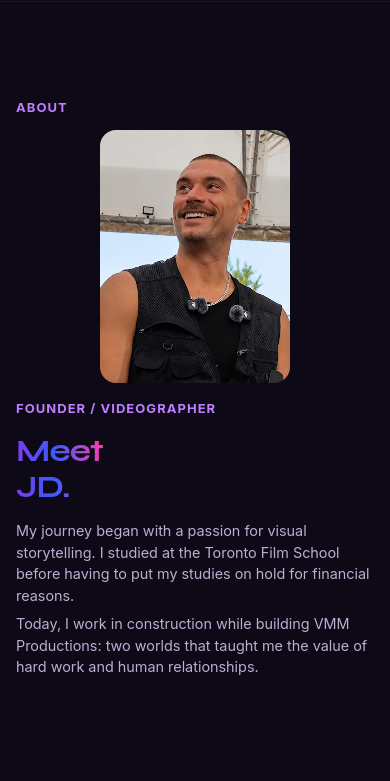 ABOUT
FOUNDER / VIDEOGRAPHER
Meet
JD.
My journey began with a passion for visual
storytelling. I studied at the Toronto Film School
before having to put my studies on hold for financial
reasons.
Today, I work in construction while building VMM
Productions: two worlds that taught me the value of
hard work and human relationships.